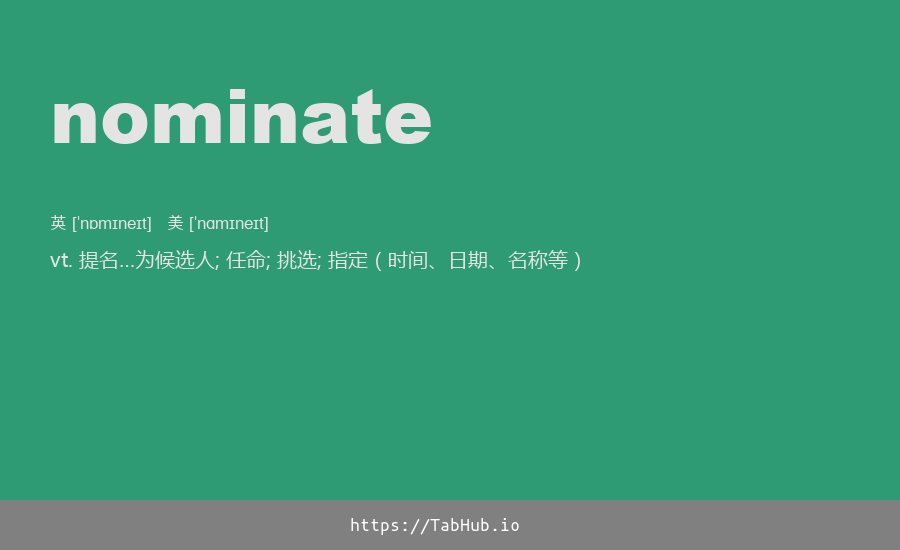 nominate
英 [ˈnɒmɪneɪt] 美 [ˈnɑmɪneɪt]
vt. 提名…为候选人; 任命; 挑选; 指定 ( 时间、日期、名称等 )
https://TabHub.io